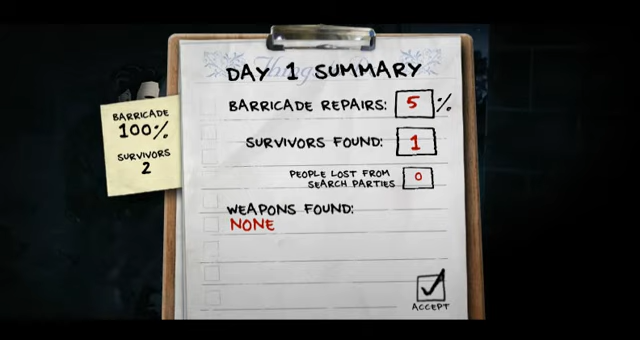 BARRICADE
100%
SURVIVORS
2
DAY 1 SUMMARY
BARRICADE REPAIRS: 5 %
SURVIVORS FOUND: 1
PEOPLE LOST FROM
SEARCH PARTIES 0
WEAPONS FOUND:
NONE
ACCEPT